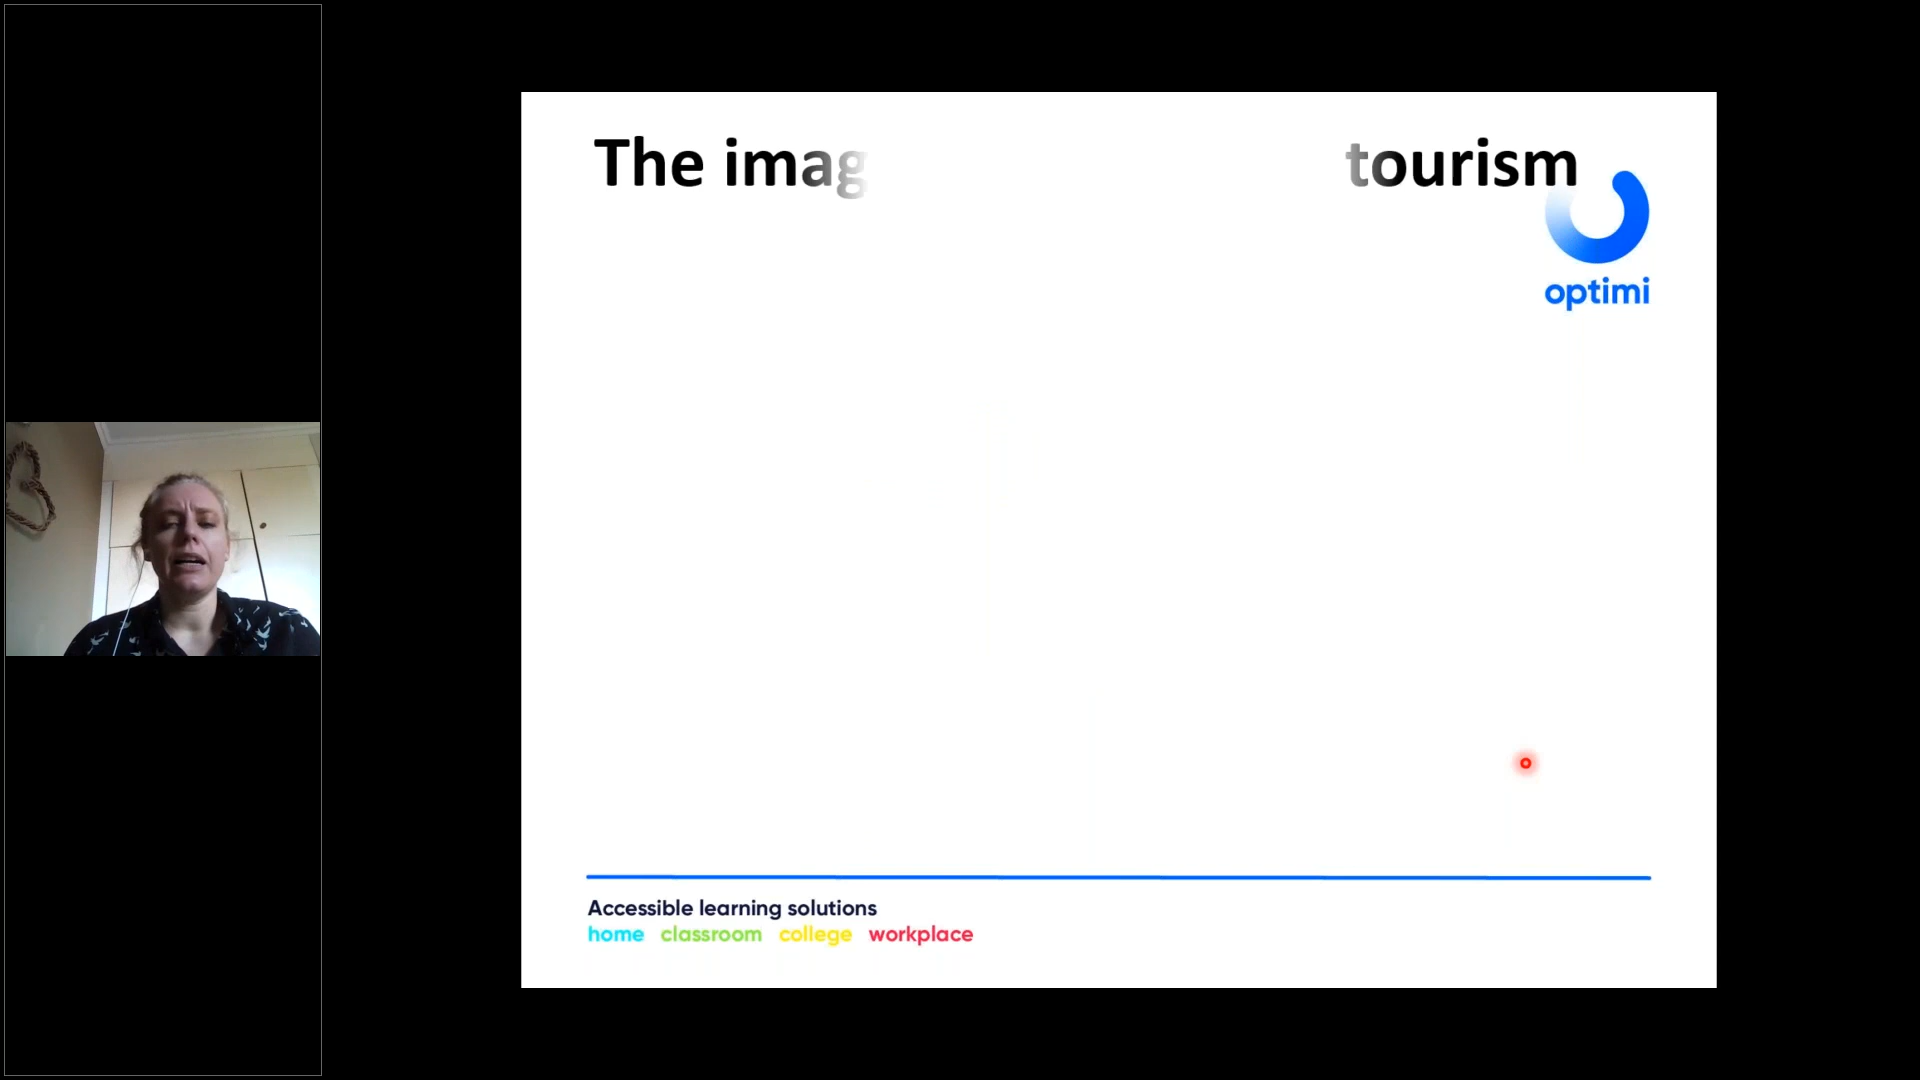 The imag tourism
optimi
Accessible learning solutions
home classroom college workplace